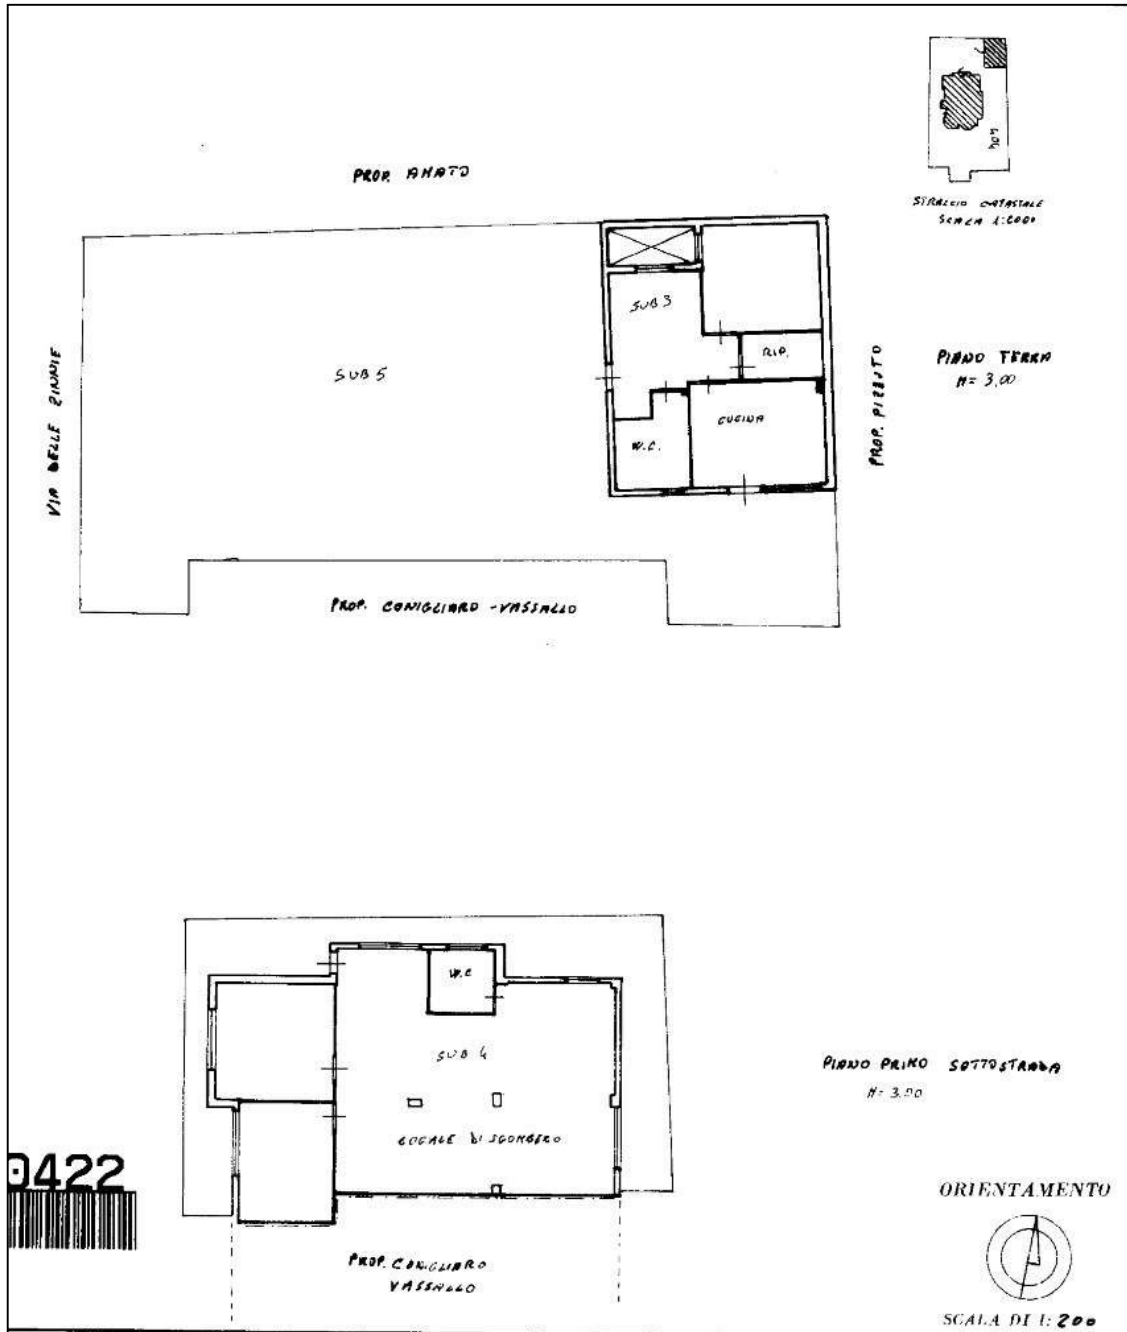 STRALCIO CATASTALE
SCALA 1:2000
404
PROP. AMATO
SUB 3
RIP.
SUB 5
CUCINA
W.C.
VIA DELLE ZINNIE
PROP. PIZZUTO
PIANO TERRA
H= 3,00
PROP. CONIGLIARO -VASSALLO
W.C
SUB 4
LOCALE DI SGOMBERO
PIANO PRIMO SOTTOSTRADA
H= 3.00
0422
PROP. CONIGLIARO
VASSALLO
ORIENTAMENTO
SCALA DI 1: 200